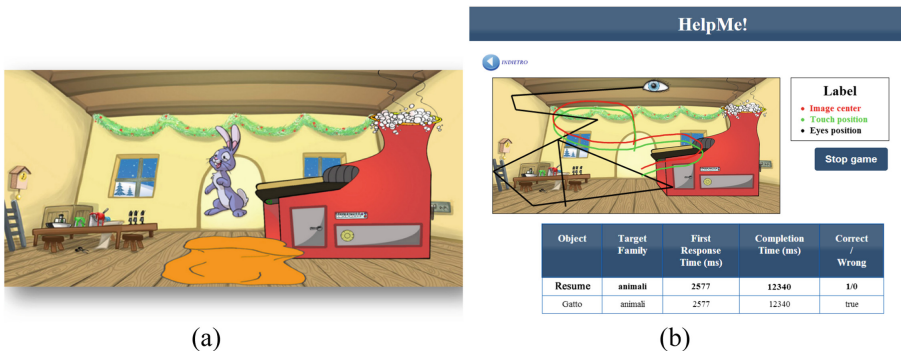 HelpMe!
INDIETRO
Label
Image center
Touch position
Eyes position
Stop game
Object Target Family First Response Time (ms) Completion Time (ms) Correct / Wrong
Resume animali 2577 12340 1/0
Gatto animali 2577 12340 true
(a) (b)